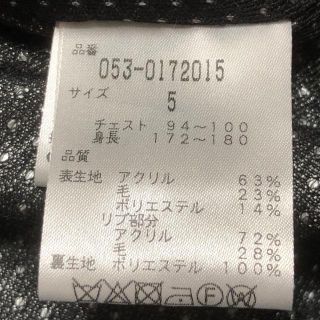 品番
053-0172015
サイズ
5
チェスト 94~100
身長 172~180
品質
表生地 アクリル 63%
毛 23%
ポリエステル 14%
リブ部分
アクリル 72%
毛 28%
裏生地 ポリエステル 100%